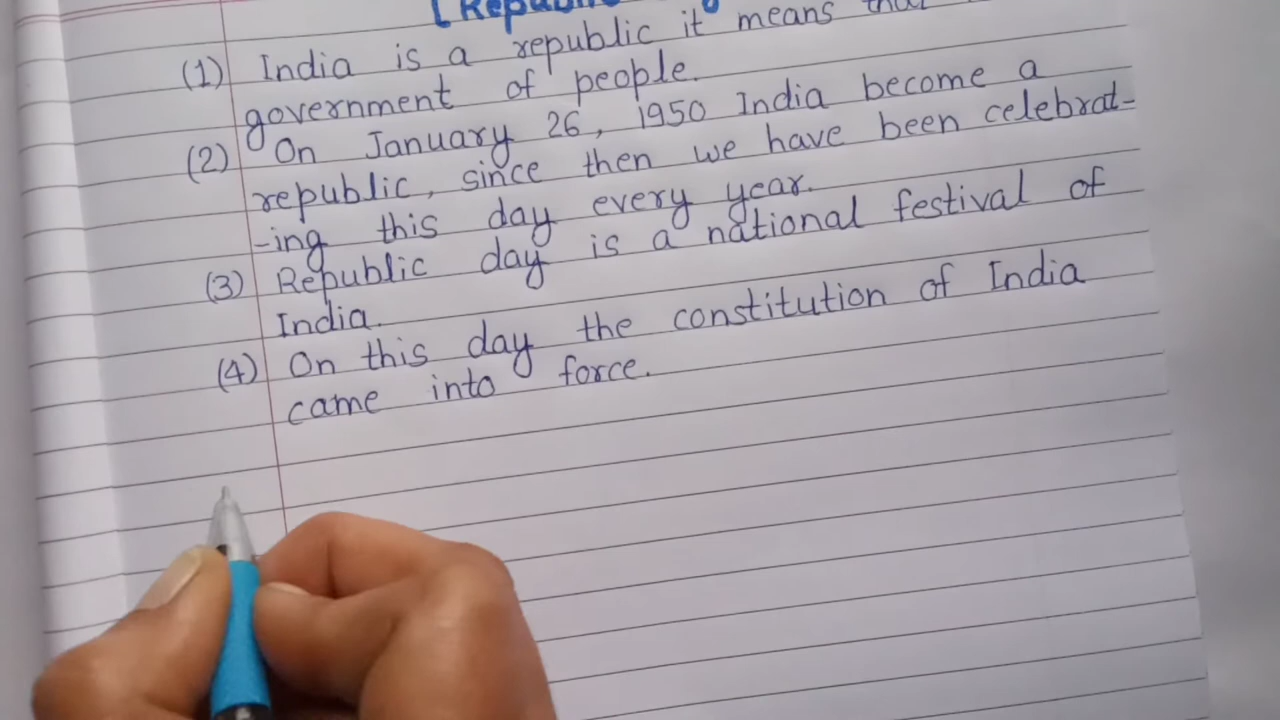 [Republic
(1) India is a republic it means that
government of people.
(2) On January 26, 1950 India become a
republic, since then we have been celebrat-
-ing this day every year.
(3) Republic day is a national festival of
India.
(4) On this day the constitution of India
came into force.